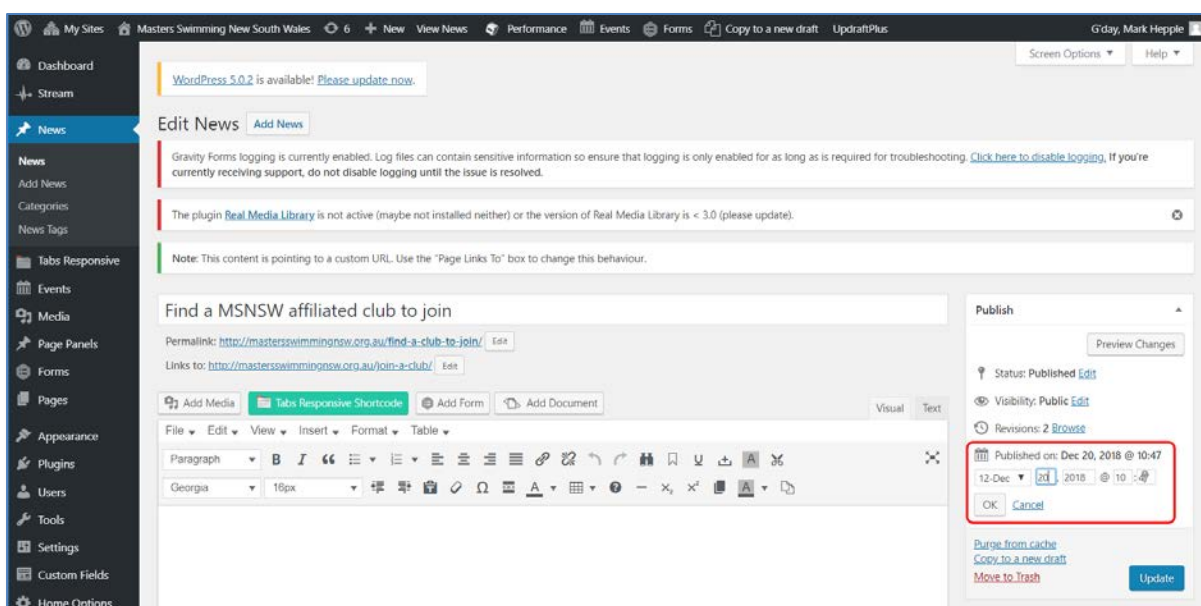 My Sites Masters Swimming New South Wales 6 New View News Performance Events Forms Copy to a new draft UpdraftPlus G'day, Mark Hepple
Screen Options Help
Dashboard
Stream
News
News
Add News
Categories
News Tags
Tabs Responsive
Events
Media
Page Panels
Forms
Pages
Appearance
Plugins
Users
Tools
Settings
Custom Fields
Home Options
WordPress 5.0.2 is available! Please update now.
Edit News Add News
Gravity Forms logging is currently enabled. Log files can contain sensitive information so ensure that logging is only enabled for as long as is required for troubleshooting. Click here to disable logging. If you're
currently receiving support, do not disable logging until the issue is resolved.
The plugin Real Media Library is not active (maybe not installed neither) or the version of Real Media Library is < 3.0 (please update).
Note: This content is pointing to a custom URL. Use the "Page Links To" box to change this behaviour.
Find a MSNSW affiliated club to join
Permalink: http://mastersswimmingnsw.org.au/find-a-club-to-join/ Edit
Links to: http://mastersswimmingnsw.org.au/join-a-club/ Edit
Add Media Tabs Responsive Shortcode Add Form Add Document Visual Text
File Edit View Insert Format Table
Paragraph B I U
Georgia 16px
Publish
Preview Changes
Status: Published Edit
Visibility: Public Edit
Revisions: 2 Browse
Published on: Dec 20, 2018 @ 10:47
12-Dec 20, 2018 @ 10 :
OK Cancel
Purge from cache
Copy to a new draft
Move to Trash
Update